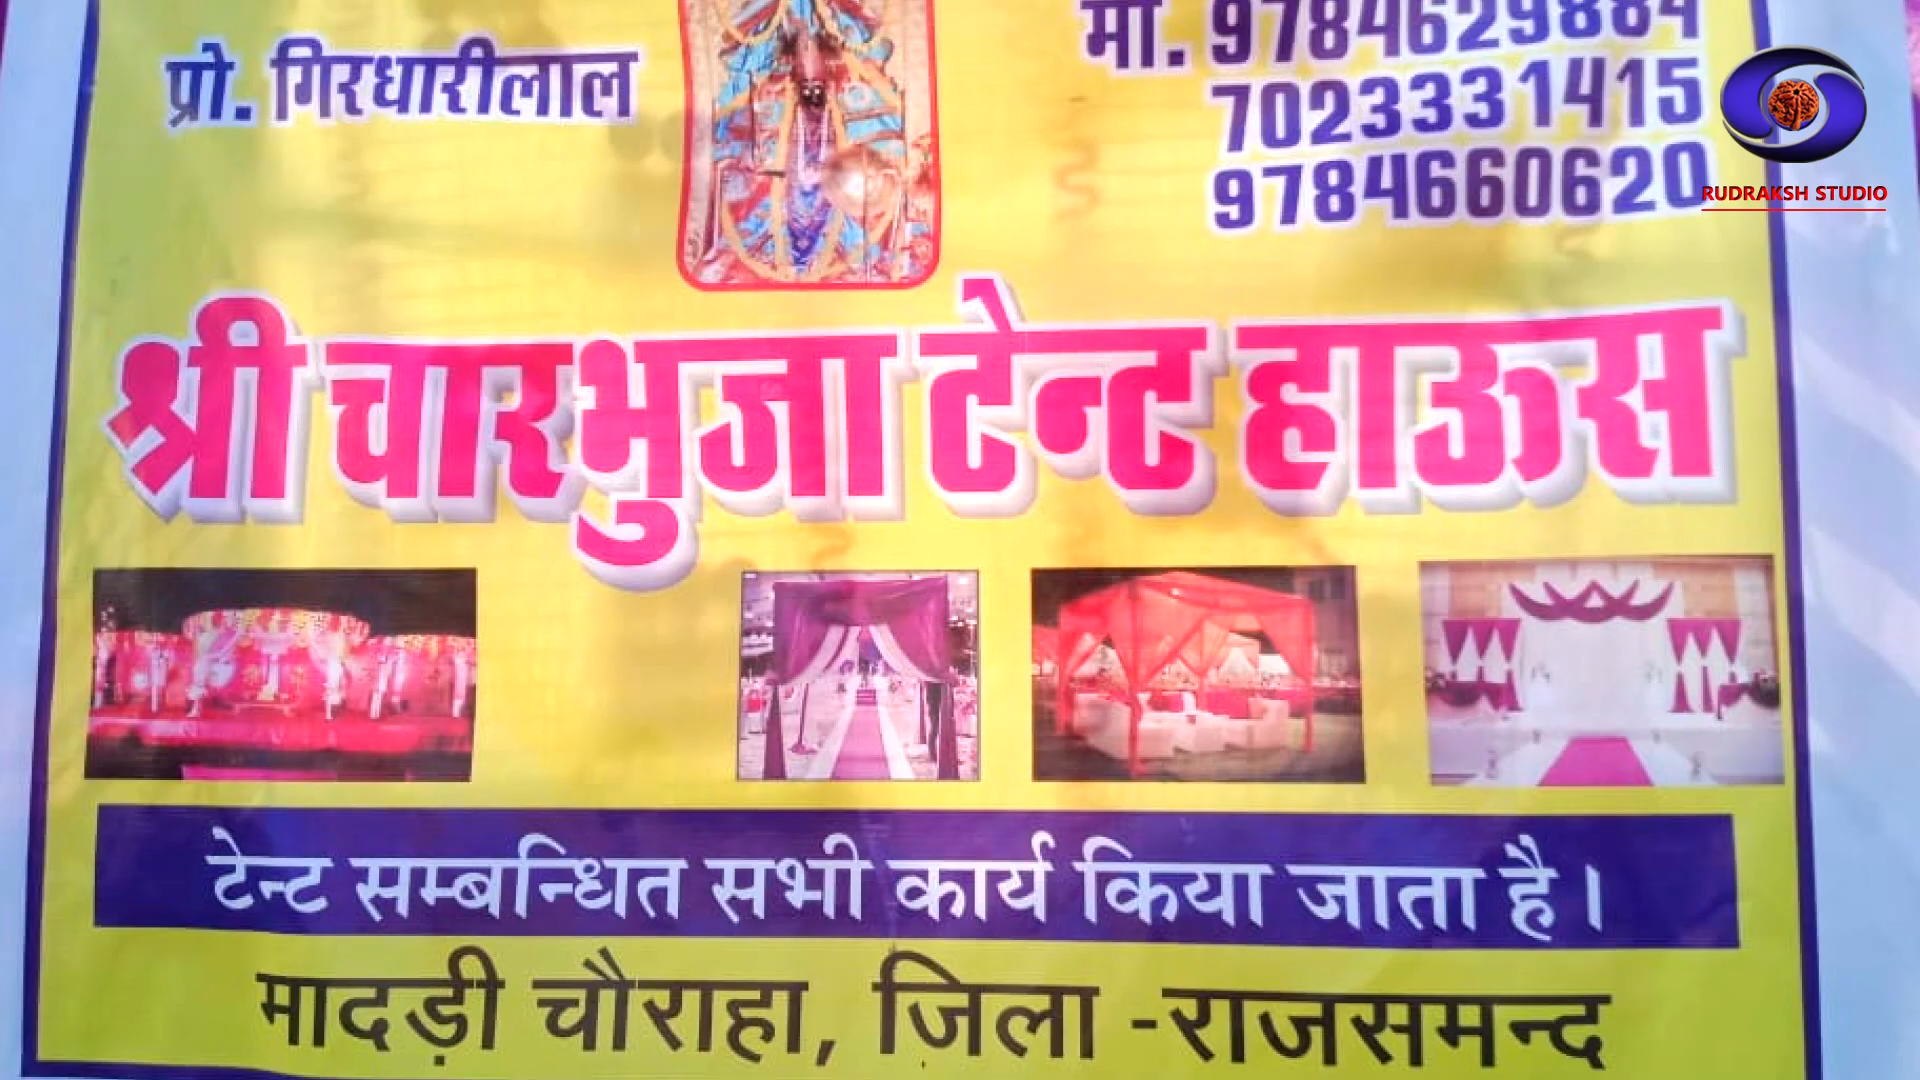 प्रो. गिरधारीलाल
मो. 9784629884
7023331415
9784660620
RUDRAKSH STUDIO
श्री चारभुजा टेन्ट हाऊस
टेन्ट सम्बन्धित सभी कार्य किया जाता है।
मादड़ी चौराहा, ज़िला -राजसमन्द